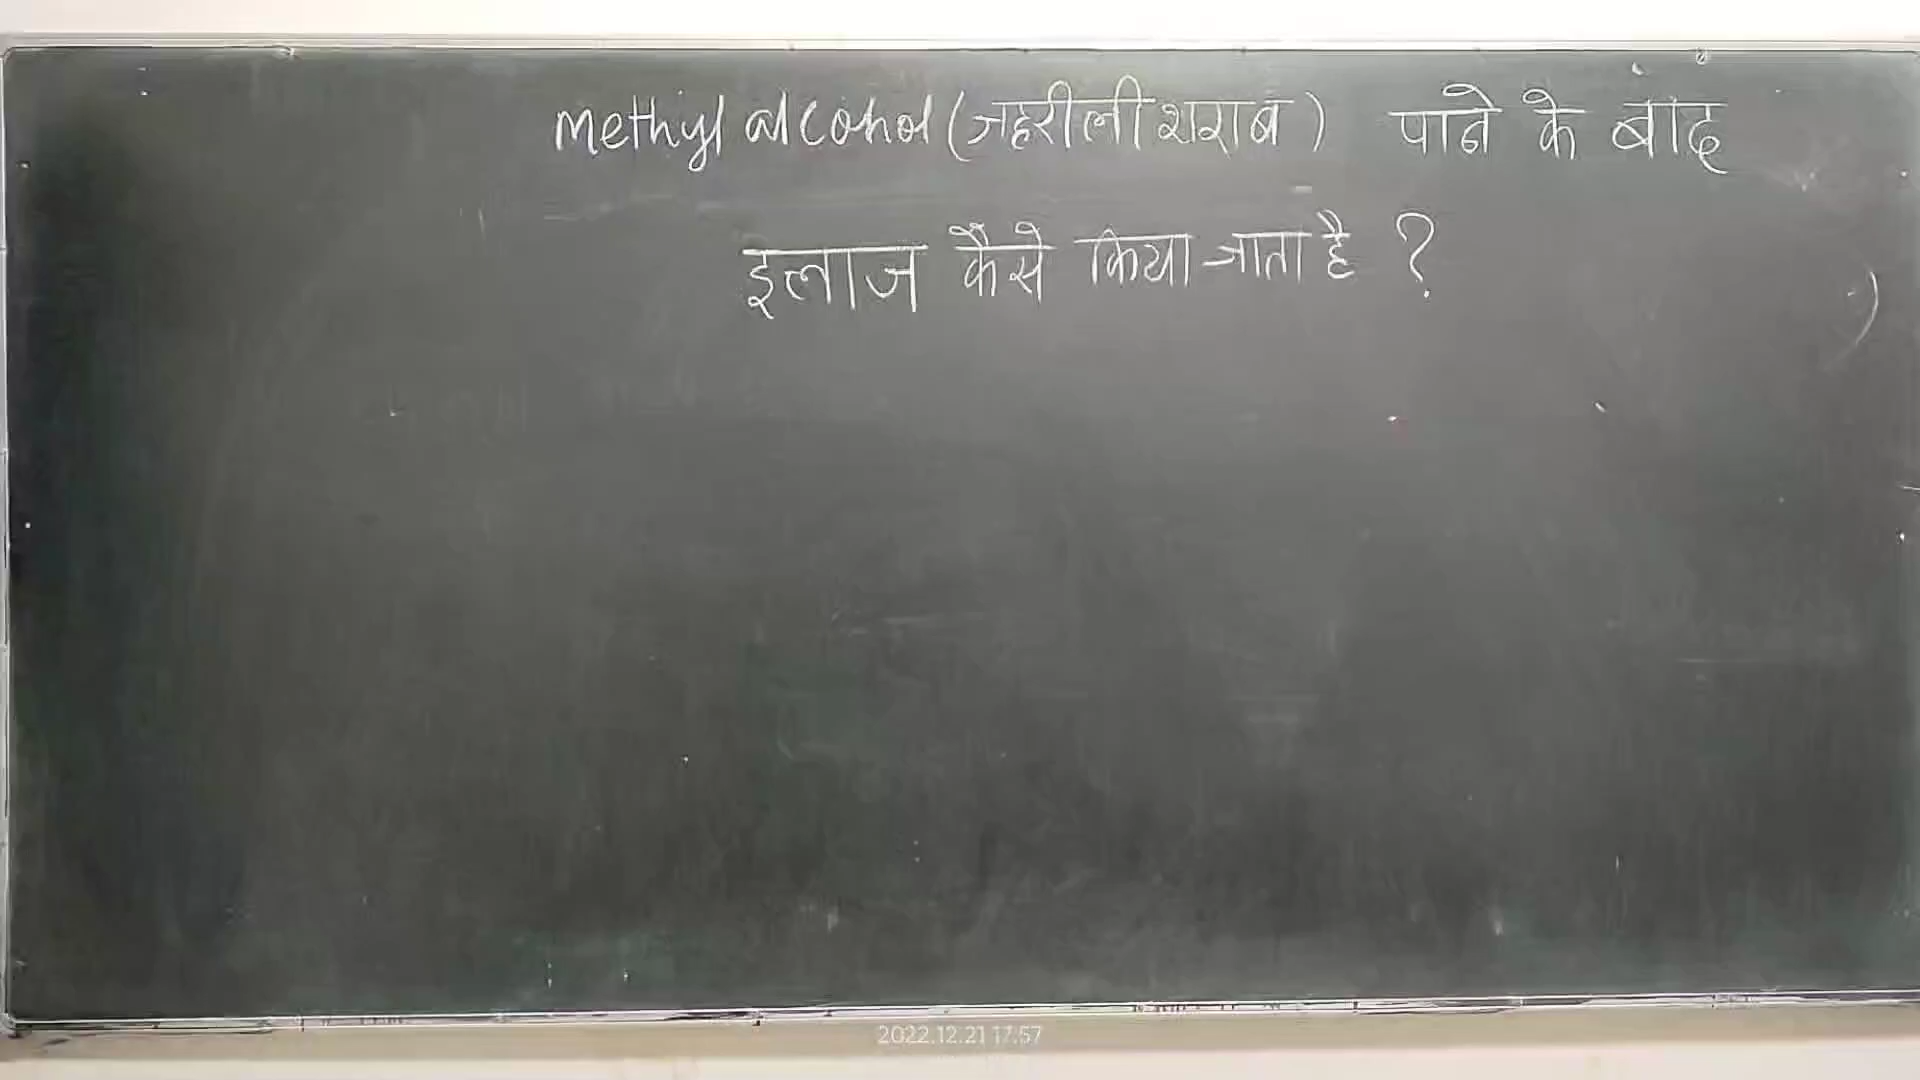 Methyl alcohol (जहरीली शराब) पाने के बाद
इलाज कैसे किया जाता है ?
2022.12.21 17:57